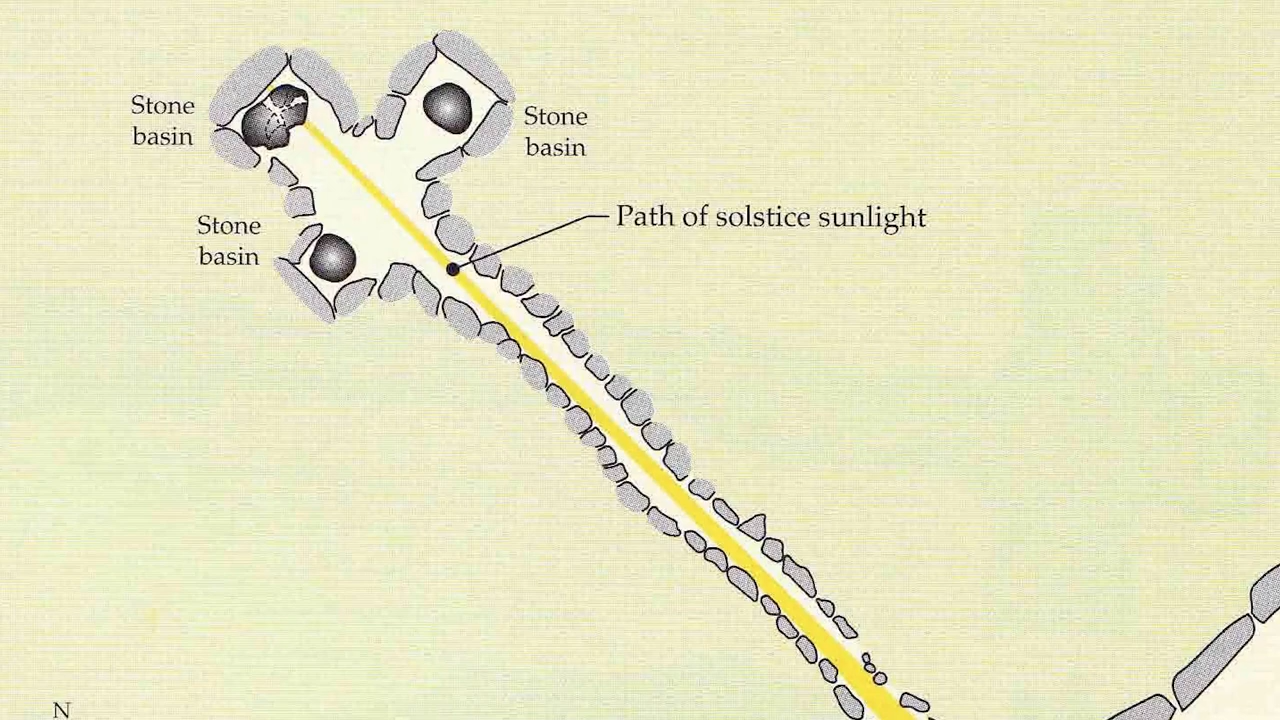 Stone
basin
Stone
basin
Path of solstice sunlight
Stone
basin
N